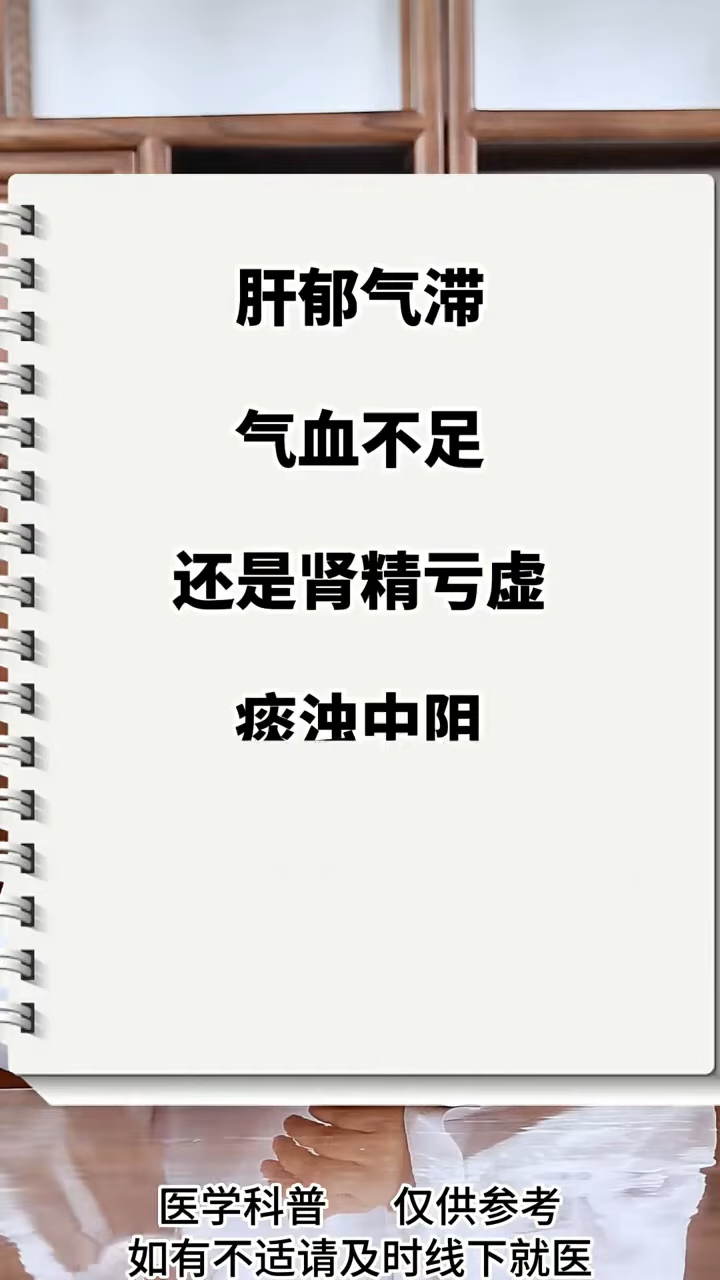 肝郁气滞
气血不足
还是肾精亏虚
痰浊中阻
医学科普 仅供参考
如有不适请及时线下就医